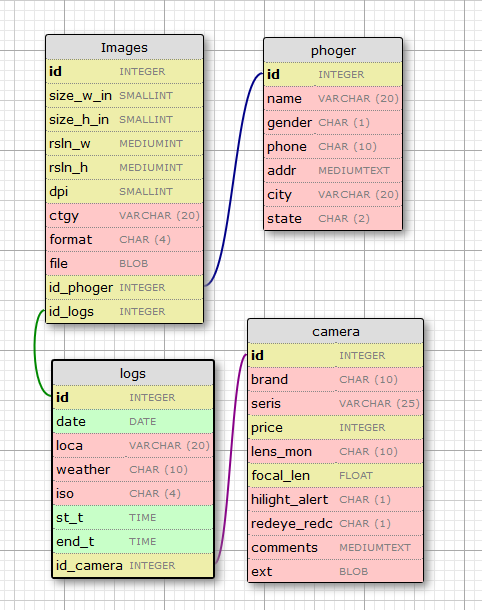 Images
id INTEGER
size_w_in SMALLINT
size_h_in SMALLINT
rsln_w MEDIUMINT
rsln_h MEDIUMINT
dpi SMALLINT
ctgy VARCHAR (20)
format CHAR (4)
file BLOB
id_phoger INTEGER
id_logs INTEGER
phoger
id INTEGER
name VARCHAR (20)
gender CHAR (1)
phone CHAR (10)
addr MEDIUMTEXT
city VARCHAR (20)
state CHAR (2)
logs
id INTEGER
date DATE
loca VARCHAR (20)
weather CHAR (10)
iso CHAR (4)
st_t TIME
end_t TIME
id_camera INTEGER
camera
id INTEGER
brand CHAR (10)
seris VARCHAR (25)
price INTEGER
lens_mon CHAR (10)
focal_len FLOAT
hilight_alert CHAR (1)
redeye_redc CHAR (1)
comments MEDIUMTEXT
ext BLOB